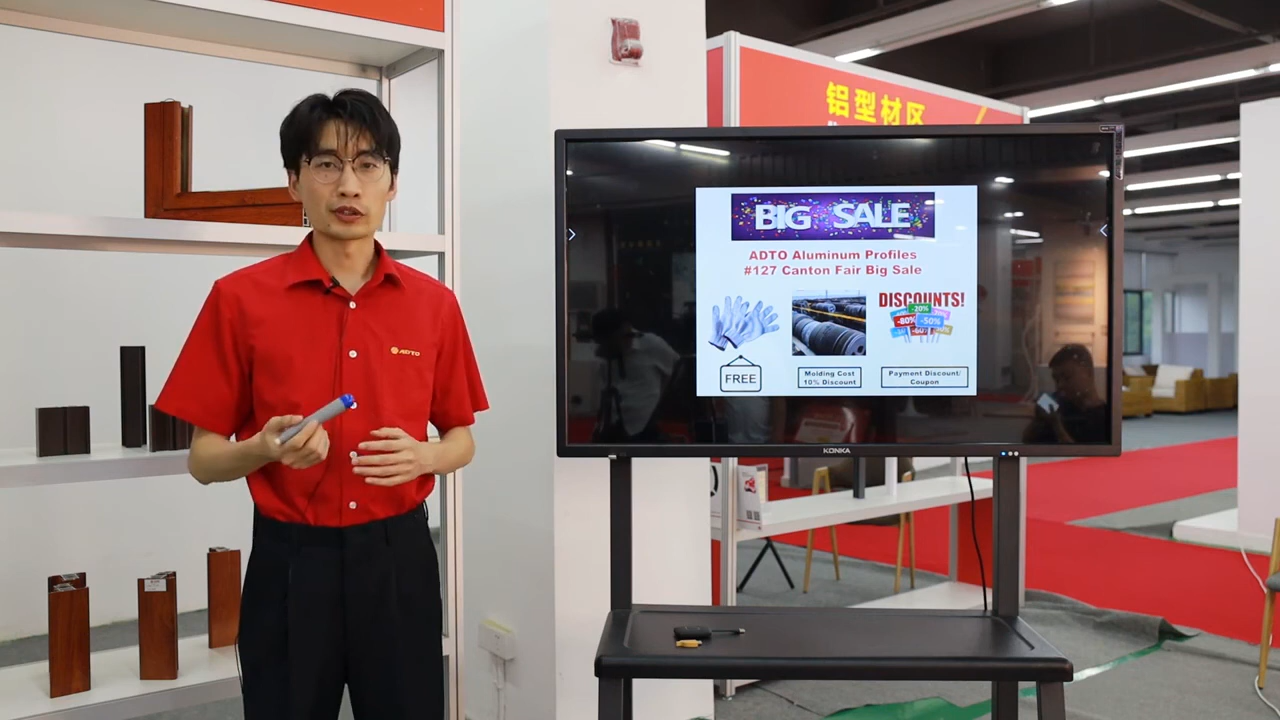 铝型材区
BIG SALE
ADTO Aluminum Profiles
#127 Canton Fair Big Sale
DISCOUNTS!
-20%
-80%
-50%
FREE
Molding Cost
10% Discount
Payment Discount/
Coupon
ADTO
KONKA